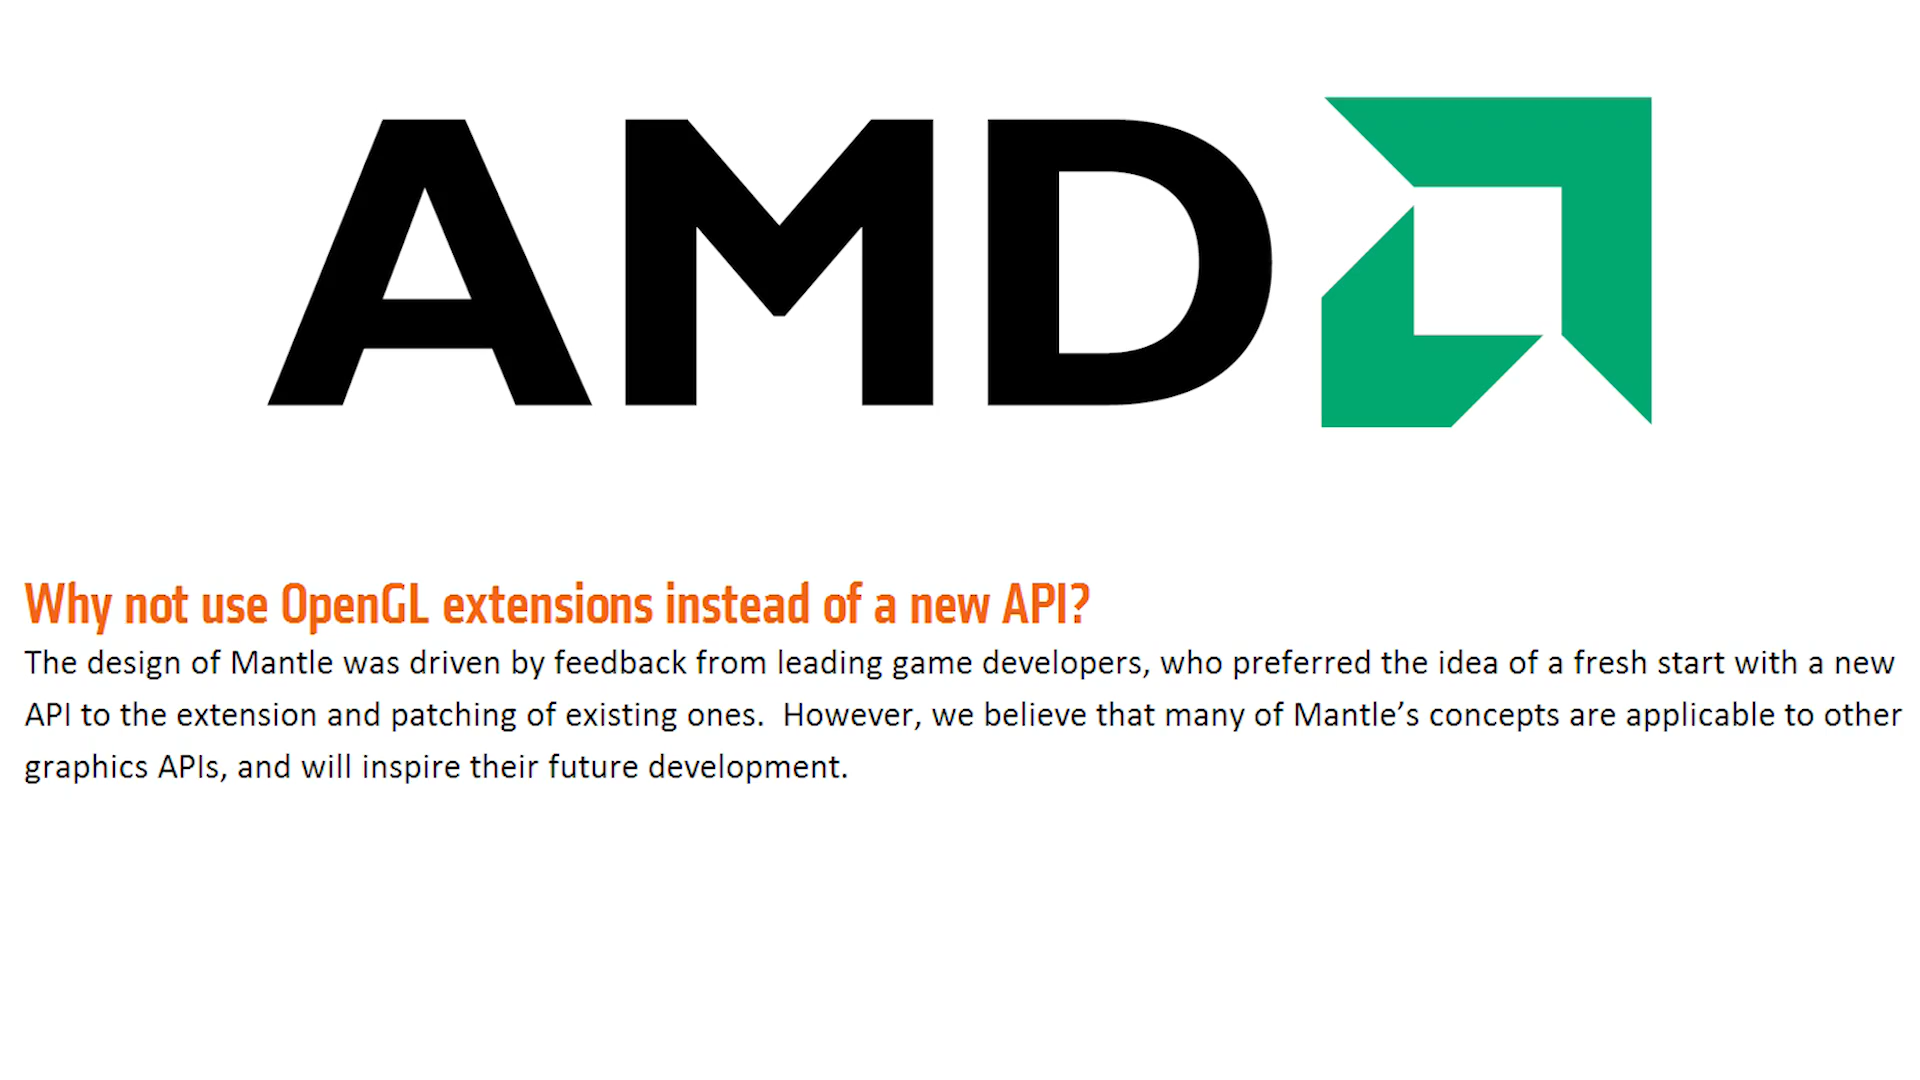 AMD
Why not use OpenGL extensions instead of a new API?
The design of Mantle was driven by feedback from leading game developers, who preferred the idea of a fresh start with a new
API to the extension and patching of existing ones.  However, we believe that many of Mantle’s concepts are applicable to other
graphics APIs, and will inspire their future development.